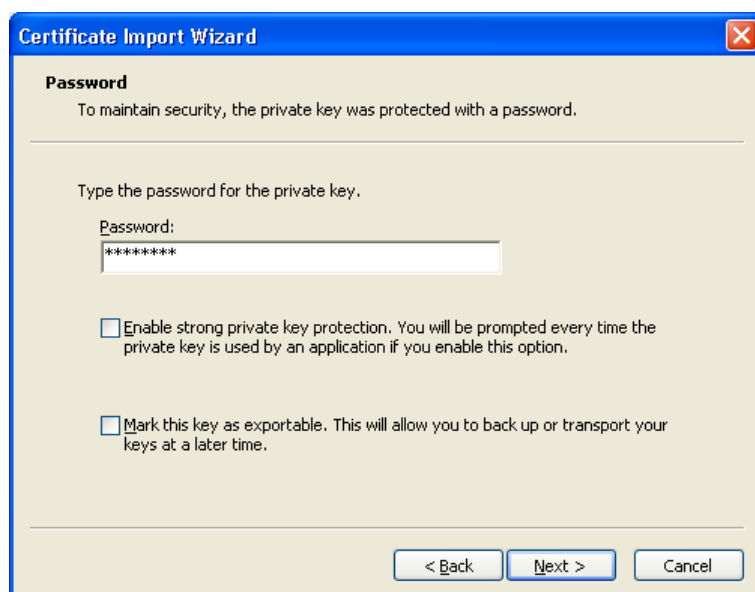 Certificate Import Wizard
Password
To maintain security, the private key was protected with a password.
Type the password for the private key.
Password:
********
Enable strong private key protection. You will be prompted every time the
private key is used by an application if you enable this option.
Mark this key as exportable. This will allow you to back up or transport your
keys at a later time.
< Back Next > Cancel